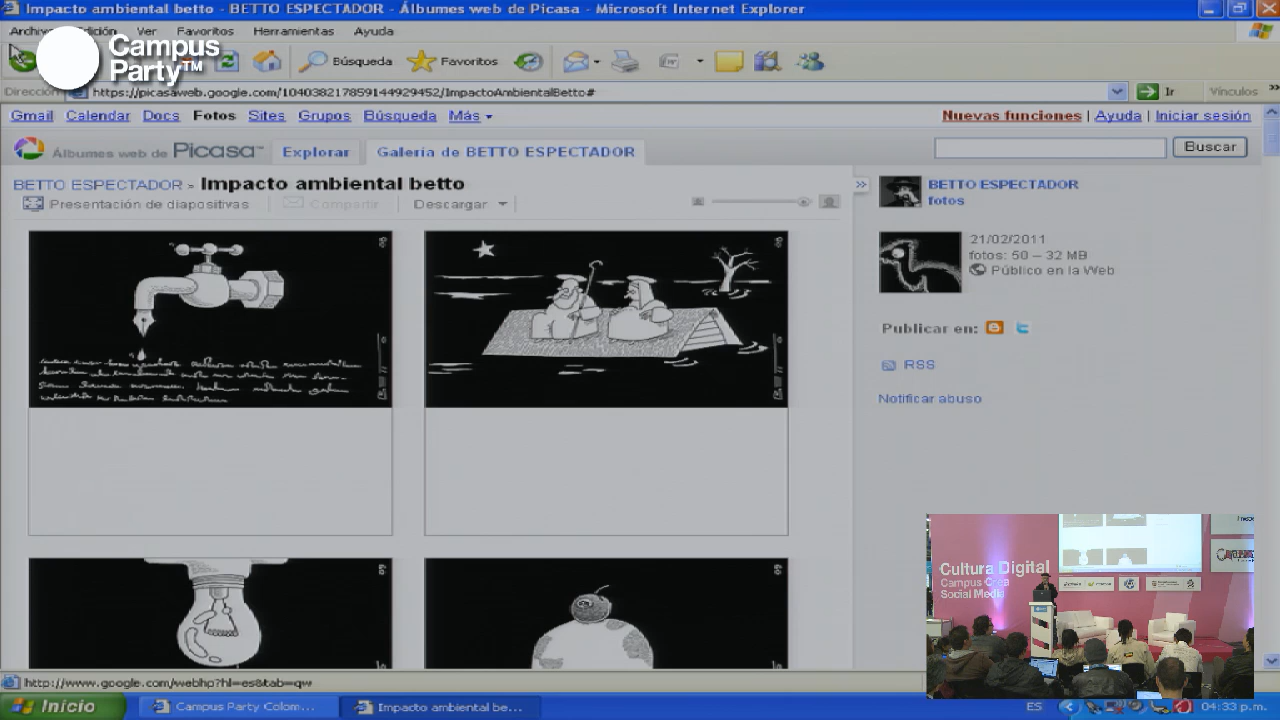 Impacto ambiental betto - BETTO ESPECTADOR - Álbumes web de Picasa - Microsoft Internet Explorer
Archivo Edición Ver Favoritos Herramientas Ayuda
Campus
Party™
Búsqueda Favoritos
Dirección https://picasaweb.google.com/104038217859144929452/ImpactoAmbientalBetto# Ir Vínculos
Gmail Calendar Docs Fotos Sites Grupos Búsqueda Más
Nuevas funciones | Ayuda | Iniciar sesión
Álbumes web de Picasa™ Explorar Galería de BETTO ESPECTADOR Buscar
BETTO ESPECTADOR > Impacto ambiental betto
Presentación de diapositivas Compartir Descargar
BETTO ESPECTADOR
fotos
21/02/2011
fotos: 50 – 32 MB
Público en la Web
Publicar en:
RSS
Notificar abuso
Cultura Digital
Campus Crea
Social Media
http://www.google.com/webhp?hl=es&tab=qw
Inicio Campus Party Colom... Impacto ambiental be... ES 04:33 p.m.